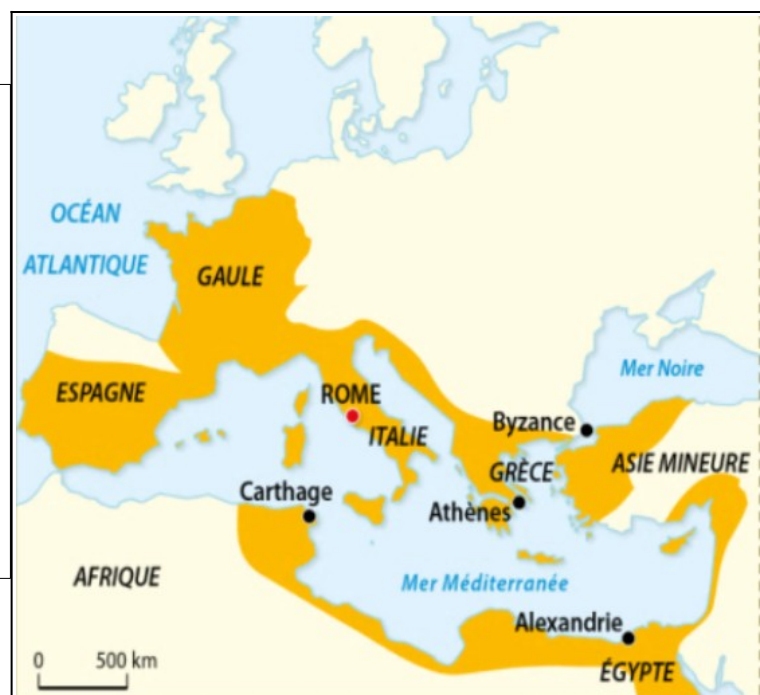 OCÉAN
ATLANTIQUE
GAULE
Mer Noire
ESPAGNE
ROME
ITALIE
Byzance
ASIE MINEURE
GRÈCE
Carthage
Athènes
AFRIQUE
Mer Méditerranée
Alexandrie
ÉGYPTE
0 500 km